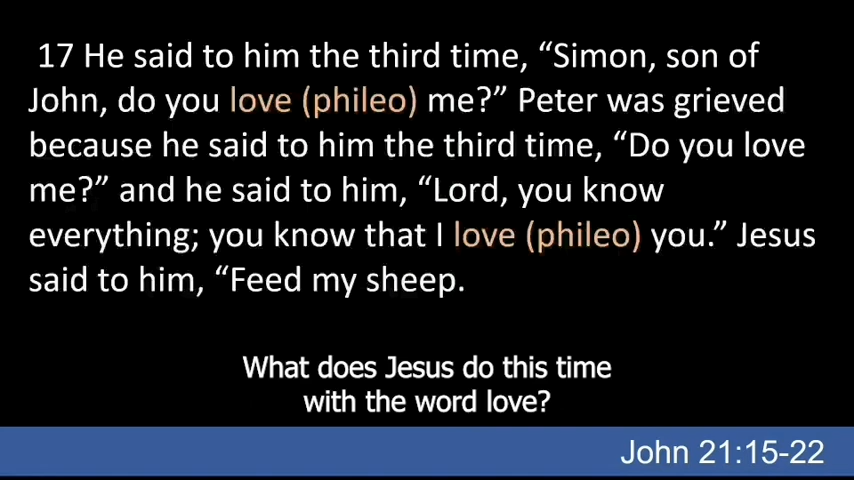 17 He said to him the third time, “Simon, son of
John, do you love (phileo) me?” Peter was grieved
because he said to him the third time, “Do you love
me?” and he said to him, “Lord, you know
everything; you know that I love (phileo) you.” Jesus
said to him, “Feed my sheep.
What does Jesus do this time
with the word love?
John 21:15-22